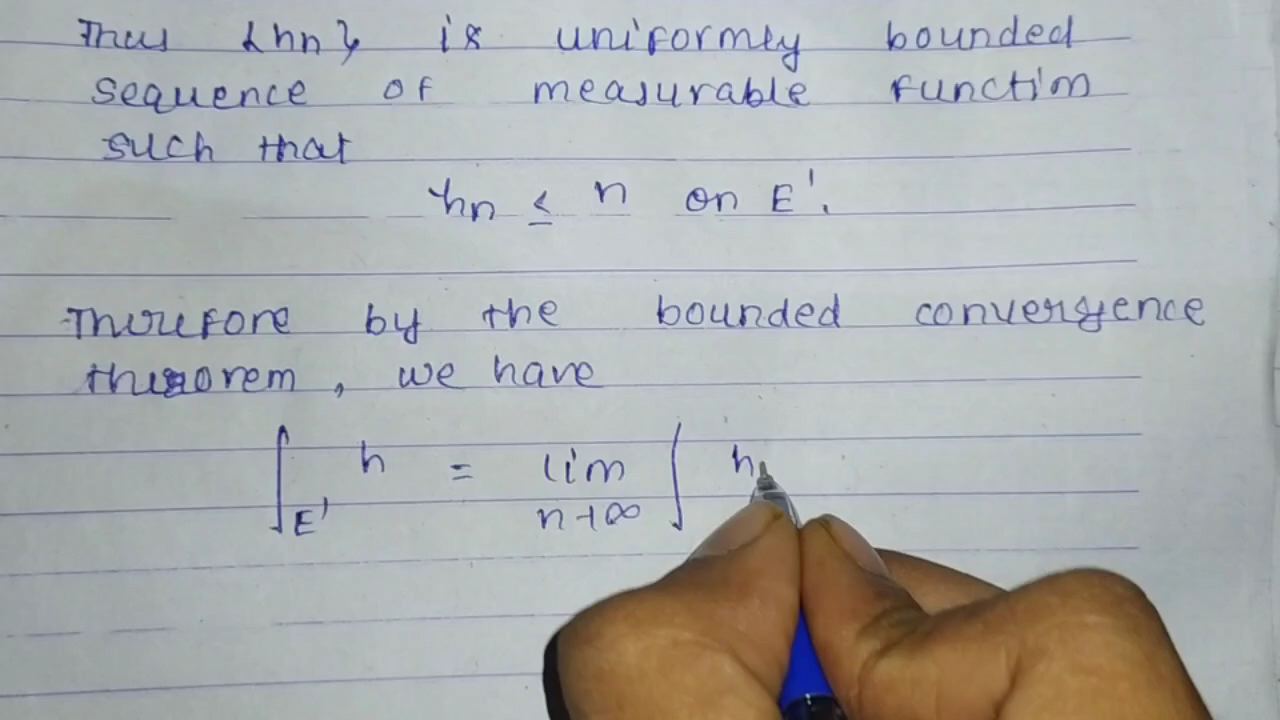 Thus {hn} is uniformly bounded
sequence of measurable function
such that
hn ≤ n on E'.
Therefore by the bounded convergence
theorem, we have
∫E' h = lim n→∞ ∫ h